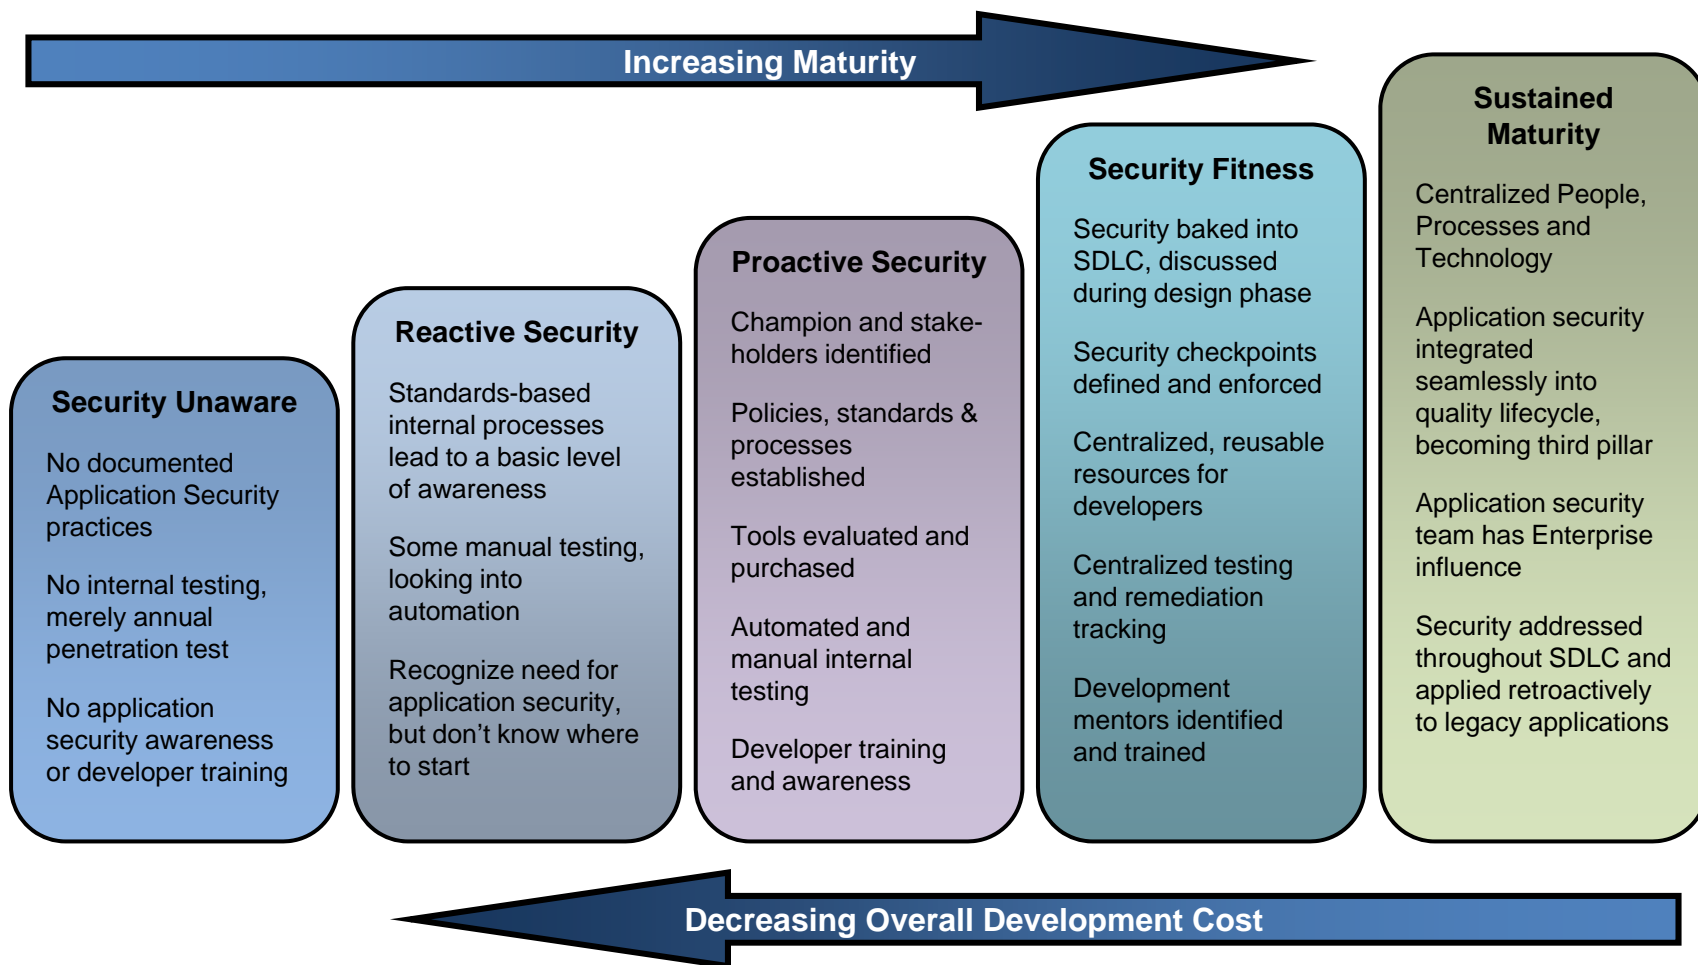 Increasing Maturity
Security Unaware
No documented
Application Security
practices
No internal testing,
merely annual
penetration test
No application
security awareness
or developer training
Reactive Security
Standards-based
internal processes
lead to a basic level
of awareness
Some manual testing,
looking into
automation
Recognize need for
application security,
but don’t know where
to start
Proactive Security
Champion and stake-
holders identified
Policies, standards &
processes
established
Tools evaluated and
purchased
Automated and
manual internal
testing
Developer training
and awareness
Security Fitness
Security baked into
SDLC, discussed
during design phase
Security checkpoints
defined and enforced
Centralized, reusable
resources for
developers
Centralized testing
and remediation
tracking
Development
mentors identified
and trained
Sustained
Maturity
Centralized People,
Processes and
Technology
Application security
integrated
seamlessly into
quality lifecycle,
becoming third pillar
Application security
team has Enterprise
influence
Security addressed
throughout SDLC and
applied retroactively
to legacy applications
Decreasing Overall Development Cost